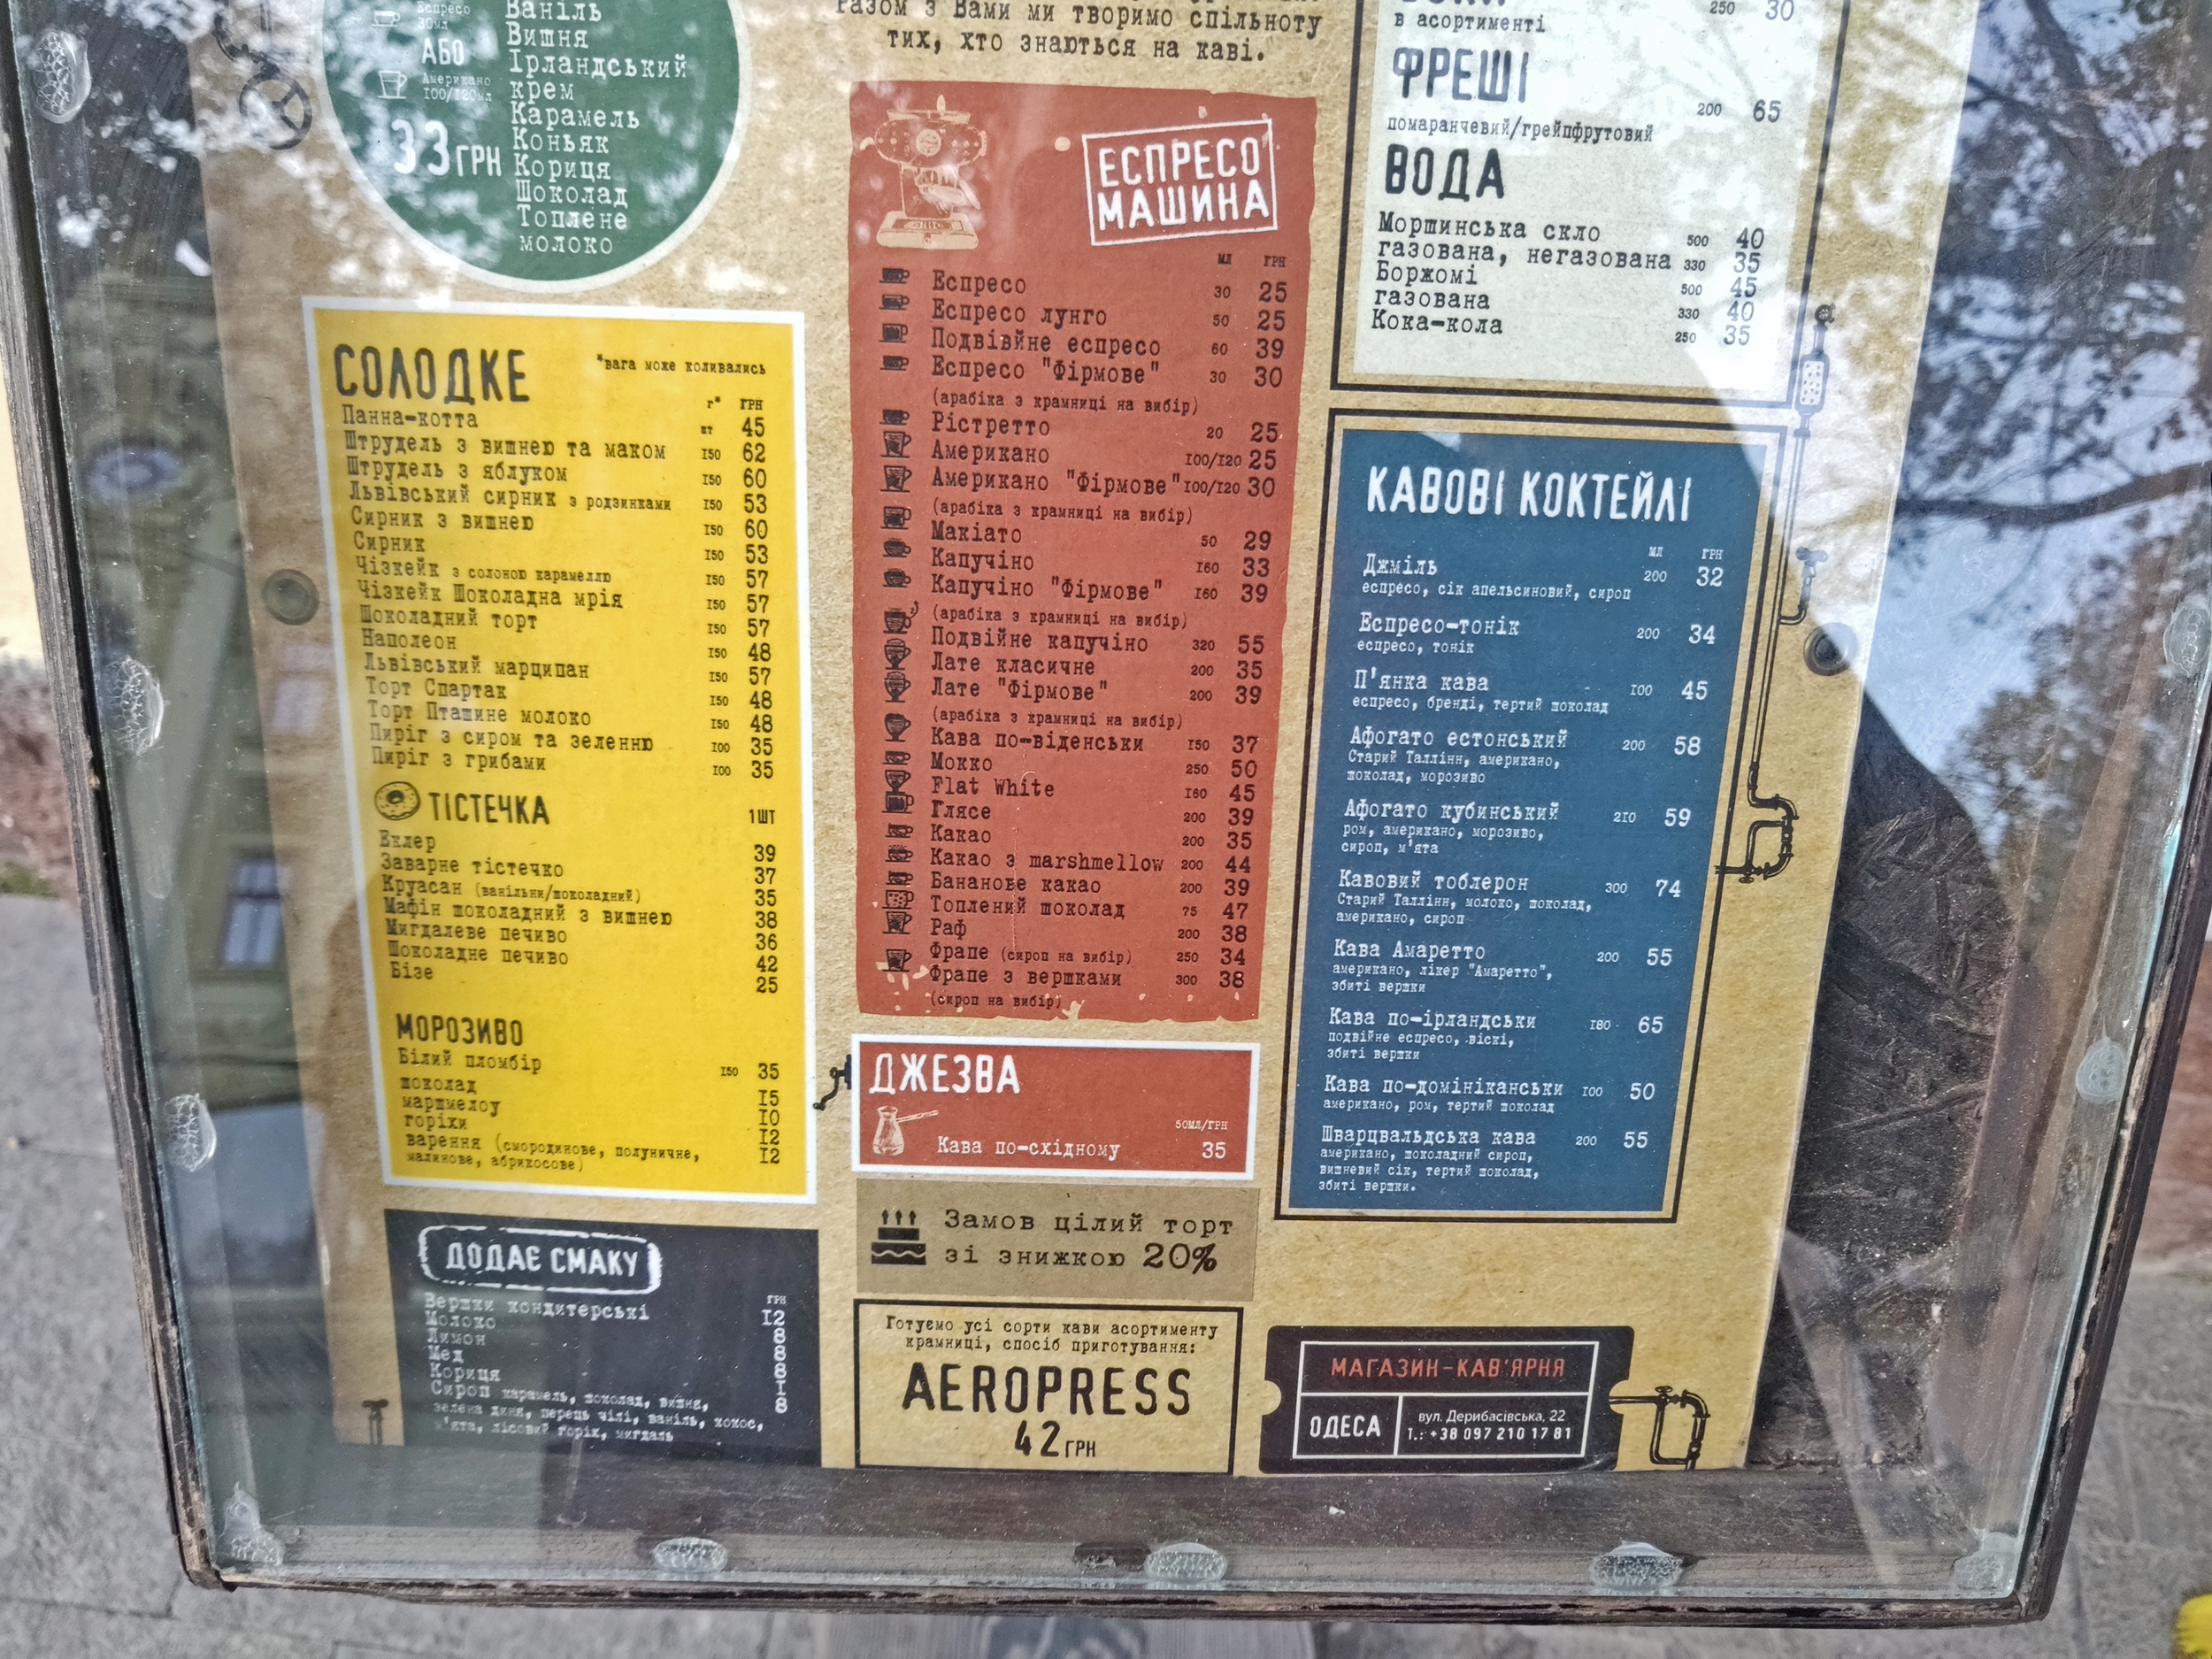 Еспресо
30мл
АБО
Американо
100/120мл
33ГРН
Ваніль
Вишня
Ірландський
крем
Карамель
Коньяк
Кориця
Шоколад
Топлене
молоко
Разом з Вами ми творимо спільноту
тих, хто знаються на каві.
250 30
в асортименті
ФРЕШІ
200 65
помаранчевий/грейпфрутовий
ВОДА
Моршинська скло 500 40
газована, негазована 330 35
Боржомі 500 45
газована 330 40
Кока-кола 250 35
СОЛОДКЕ *вага може коливались
г* ГРН
Панна-котта шт 45
Штрудель з вишнею та маком 150 62
Штрудель з яблуком 150 60
Львівський сирник з родзинками 150 53
Сирник з вишнею 150 60
Сирник 150 53
Чізкейк з солоною карамеллю 150 57
Чізкейк Шоколадна мрія 150 57
Шоколадний торт 150 57
Наполеон 150 48
Львівський марципан 150 57
Торт Спартак 150 48
Торт Пташине молоко 150 48
Пиріг з сиром та зеленню 100 35
Пиріг з грибами 100 35
ТІСТЕЧКА 1ШТ
Еклер 39
Заварне тістечко 37
Круасан (ванільни/шоколадний) 35
Мафін шоколадний з вишнею 38
Мигдалеве печиво 36
Шоколадне печиво 42
Бізе 25
МОРОЗИВО
Білий пломбір 150 35
шоколад 15
маршмелоу 10
горіхи 12
варення (смородинове, полуничне, 12
малинове, абрикосове)
ДОДАЄ СМАКУ
ГРН
Вершки кондитерські 12
Молоко 8
Лимон 8
Мед 8
Кориця 1
Сироп карамель, шоколад, вишня, 8
зелена диня, перець чілі, ваніль, кокос,
м'ята, лісовий горіх, мигдаль
ЕСПРЕСО
МАШИНА
МЛ ГРН
Еспресо 30 25
Еспресо лунго 50 25
Подвівйне еспресо 60 39
Еспресо "Фірмове" 30 30
(арабіка з крамниці на вибір)
Рістретто 20 25
Американо 100/120 25
Американо "Фірмове" 100/120 30
(арабіка з крамниці на вибір)
Макіато 50 29
Капучіно 160 33
Капучіно "Фірмове" 160 39
(арабіка з крамниці на вибір)
Подвійне капучіно 320 55
Лате класичне 200 35
Лате "Фірмове" 200 39
(арабіка з крамниці на вибір)
Кава по-віденськи 150 37
Мокко 250 50
Flat White 160 45
Глясе 200 39
Какао 200 35
Какао з marshmellow 200 44
Бананове какао 200 39
Топлений шоколад 75 47
Раф 200 38
Фрапе (сироп на вибір) 250 34
Фрапе з вершками 300 38
(сироп на вибір)
ДЖЕЗВА
50МЛ/ГРН
Кава по-східному 35
Замов цілий торт
зі знижкою 20%
Готуємо усі сорти кави асортименту
крамниці, спосіб приготування:
AEROPRESS
42ГРН
КАВОВІ КОКТЕЙЛІ
МЛ ГРН
Джміль 200 32
еспресо, сік апельсиновий, сироп
Еспресо-тонік 200 34
еспресо, тонік
П'янка кава 100 45
еспресо, бренді, тертий шоколад
Афогато естонський 200 58
Старий Таллінн, американо,
шоколад, морозиво
Афогато кубинський 210 59
ром, американо, морозиво,
сироп, м'ята
Кавовий тоблерон 300 74
Старий Таллінн, молоко, шоколад,
американо, сироп
Кава Амаретто 200 55
американо, лікер "Амаретто",
збиті вершки
Кава по-ірландськи 180 65
подвійне еспресо, віскі,
збиті вершки
Кава по-домініканськи 100 50
американо, ром, тертий шоколад
Шварцвальдська кава 200 55
американо, шоколадний сироп,
вишневий сік, тертий шоколад,
збиті вершки.
МАГАЗИН-КАВ'ЯРНЯ
ОДЕСА
вул. Дерибасівська, 22
Т.: +38 097 210 17 81